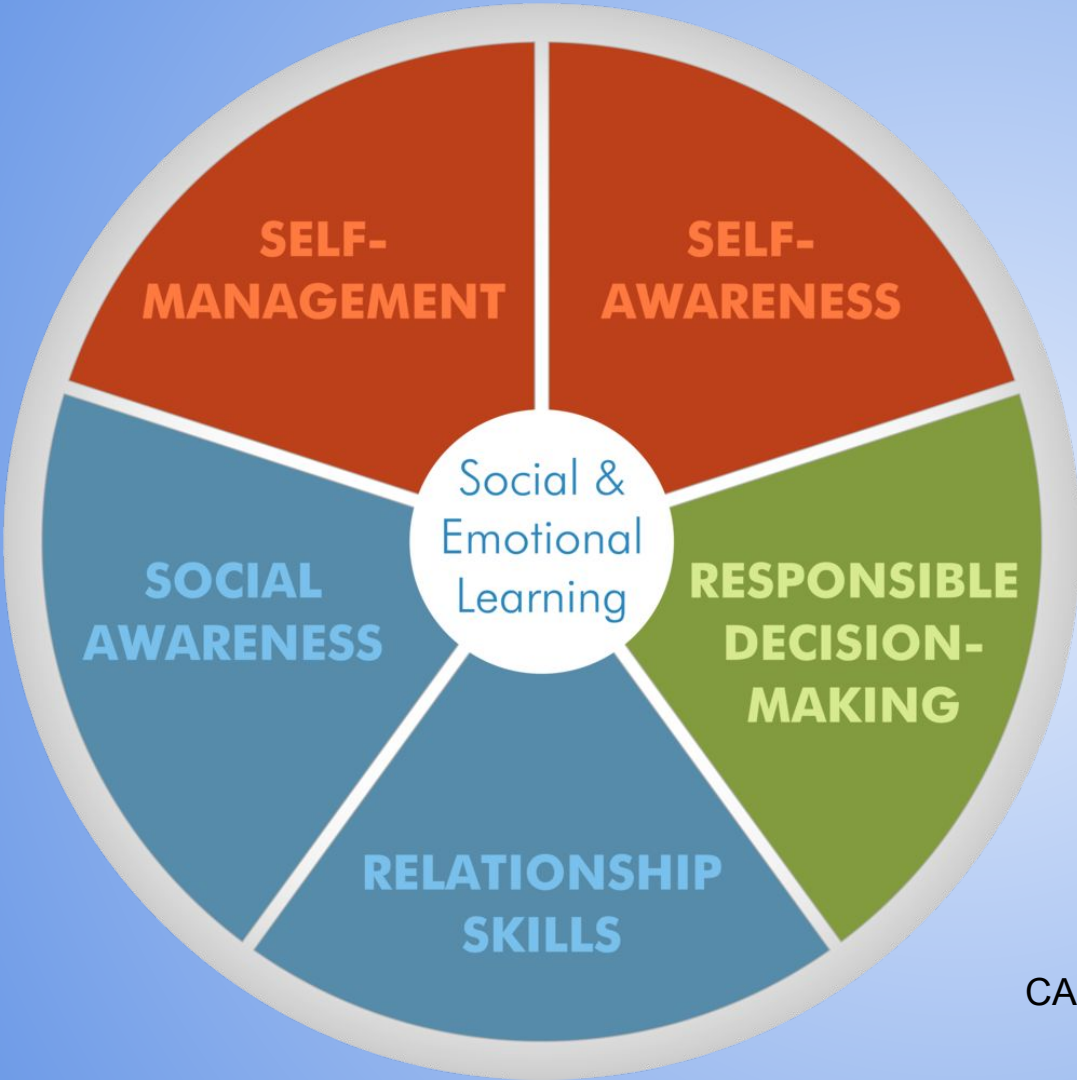 SELF-
MANAGEMENT
SELF-
AWARENESS
Social &
Emotional
Learning
SOCIAL
AWARENESS
RESPONSIBLE
DECISION-
MAKING
RELATIONSHIP
SKILLS
CA